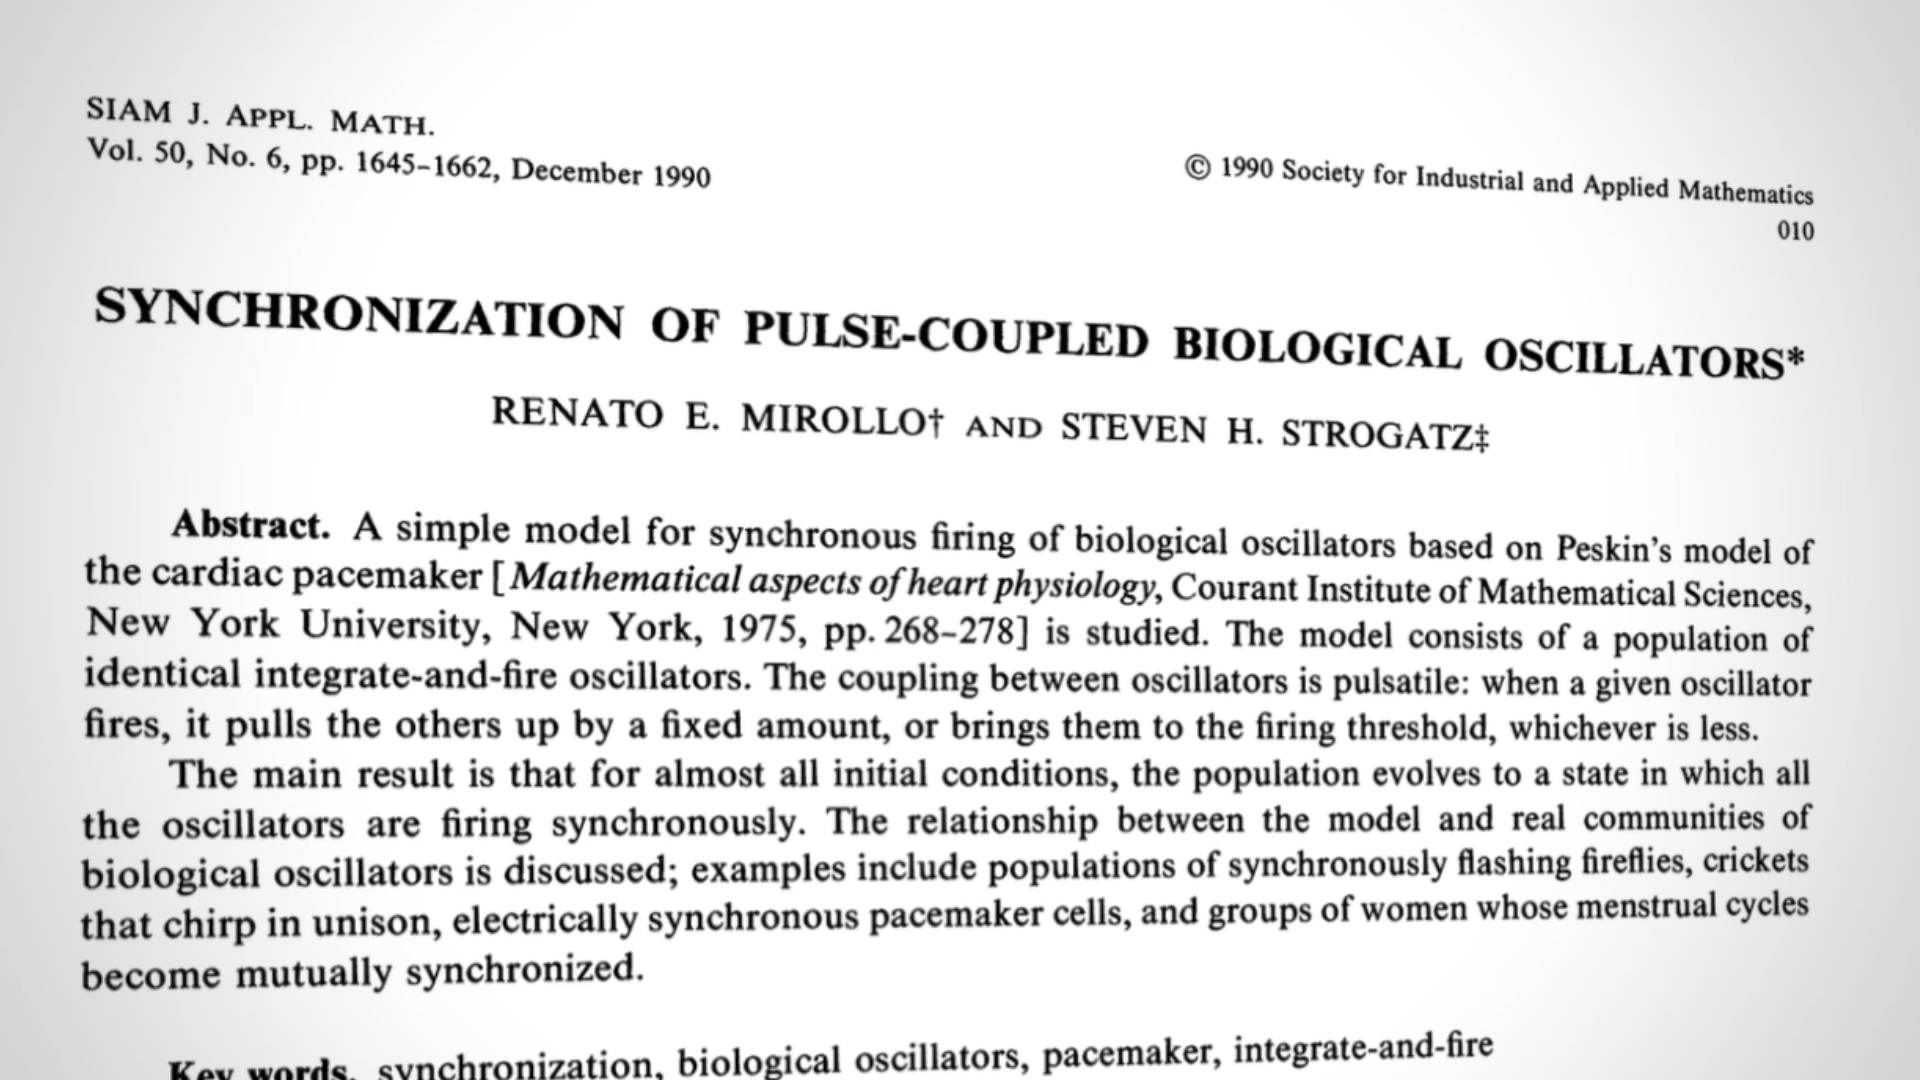 SIAM J. APPL. MATH.
Vol. 50, No. 6, pp. 1645–1662, December 1990
© 1990 Society for Industrial and Applied Mathematics
010
SYNCHRONIZATION OF PULSE-COUPLED BIOLOGICAL OSCILLATORS*
RENATO E. MIROLLO† AND STEVEN H. STROGATZ‡
Abstract. A simple model for synchronous firing of biological oscillators based on Peskin's model of
the cardiac pacemaker [Mathematical aspects of heart physiology, Courant Institute of Mathematical Sciences,
New York University, New York, 1975, pp. 268–278] is studied. The model consists of a population of
identical integrate-and-fire oscillators. The coupling between oscillators is pulsatile: when a given oscillator
fires, it pulls the others up by a fixed amount, or brings them to the firing threshold, whichever is less.
The main result is that for almost all initial conditions, the population evolves to a state in which all
the oscillators are firing synchronously. The relationship between the model and real communities of
biological oscillators is discussed; examples include populations of synchronously flashing fireflies, crickets
that chirp in unison, electrically synchronous pacemaker cells, and groups of women whose menstrual cycles
become mutually synchronized.
Key words. synchronization, biological oscillators, pacemaker, integrate-and-fire